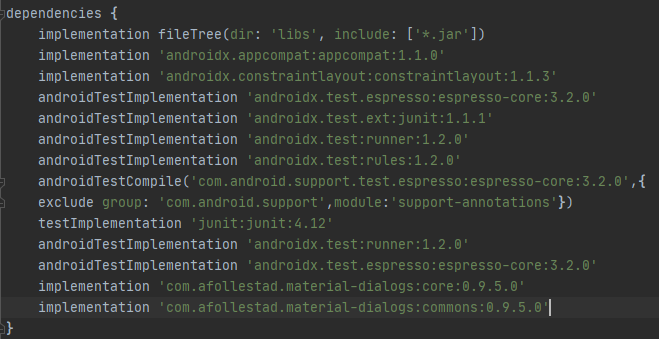 dependencies {
implementation fileTree(dir: 'libs', include: ['*.jar'])
implementation 'androidx.appcompat:appcompat:1.1.0'
implementation 'androidx.constraintlayout:constraintlayout:1.1.3'
androidTestImplementation 'androidx.test.espresso:espresso-core:3.2.0'
androidTestImplementation 'androidx.test.ext:junit:1.1.1'
androidTestImplementation 'androidx.test:runner:1.2.0'
androidTestImplementation 'androidx.test:rules:1.2.0'
androidTestCompile('com.android.support.test.espresso:espresso-core:3.2.0',{
exclude group: 'com.android.support',module:'support-annotations'})
testImplementation 'junit:junit:4.12'
androidTestImplementation 'androidx.test:runner:1.2.0'
androidTestImplementation 'androidx.test.espresso:espresso-core:3.2.0'
implementation 'com.afollestad.material-dialogs:core:0.9.5.0'
implementation 'com.afollestad.material-dialogs:commons:0.9.5.0'
}